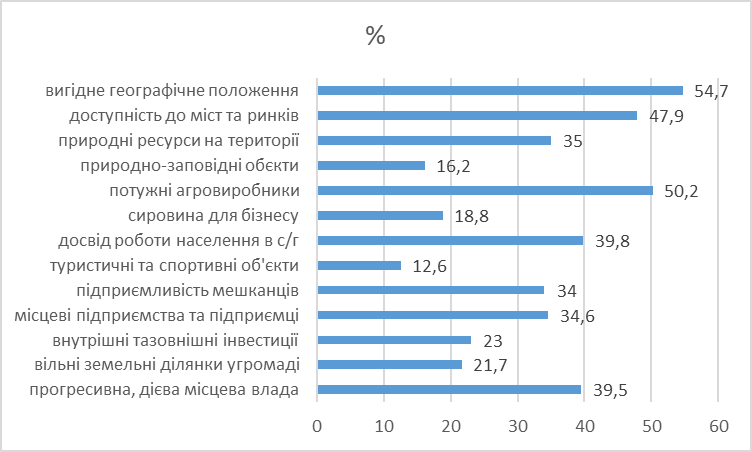 %
вигідне географічне положення 54,7
доступність до міст та ринків 47,9
природні ресурси на території 35
природно-заповідні обєкти 16,2
потужні агровиробники 50,2
сировина для бізнесу 18,8
досвід роботи населення в с/г 39,8
туристичні та спортивні об'єкти 12,6
підприємливість мешканців 34
місцеві підприємства та підприємці 34,6
внутрішні тазовнішні інвестиції 23
вільні земельні ділянки угромаді 21,7
прогресивна, дієва місцева влада 39,5
0 10 20 30 40 50 60